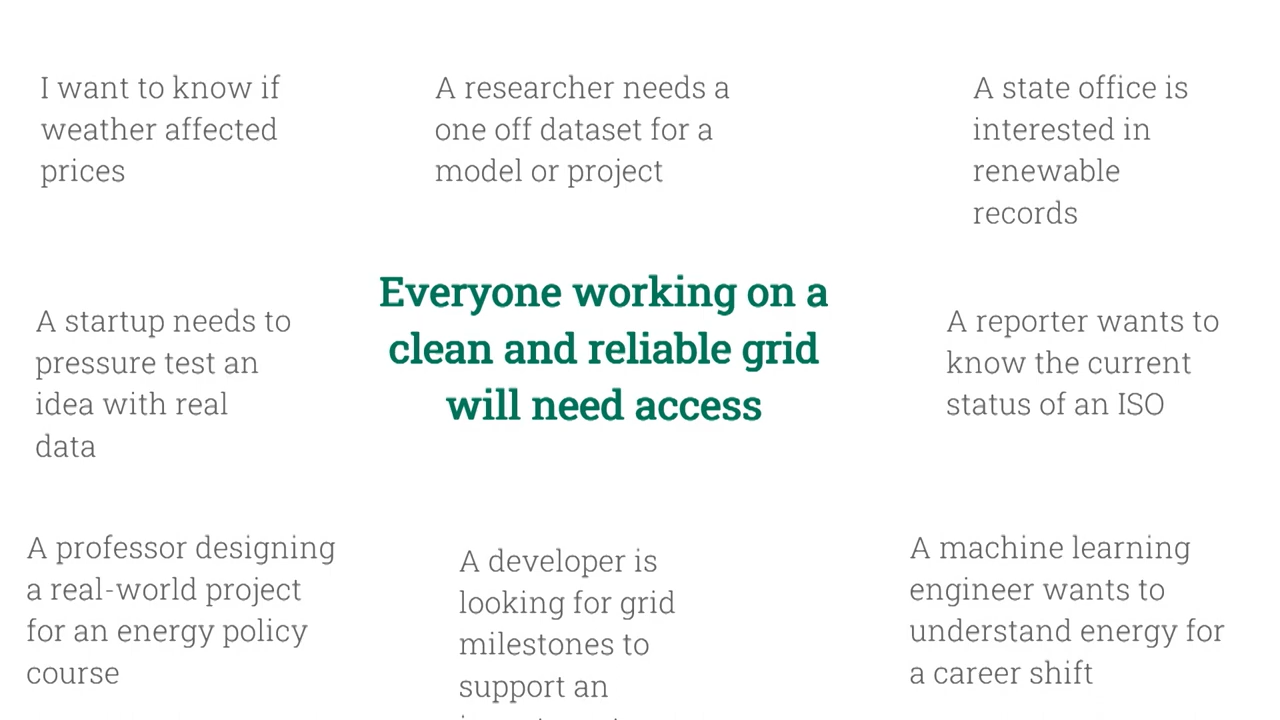 I want to know if
weather affected
prices
A researcher needs a
one off dataset for a
model or project
A state office is
interested in
renewable
records
Everyone working on a
clean and reliable grid
will need access
A startup needs to
pressure test an
idea with real
data
A reporter wants to
know the current
status of an ISO
A professor designing
a real-world project
for an energy policy
course
A developer is
looking for grid
milestones to
support an
A machine learning
engineer wants to
understand energy for
a career shift